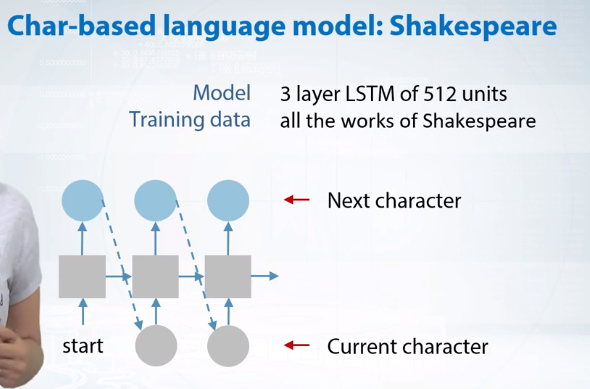 Char-based language model: Shakespeare
Model 3 layer LSTM of 512 units
Training data all the works of Shakespeare
Next character
start
Current character